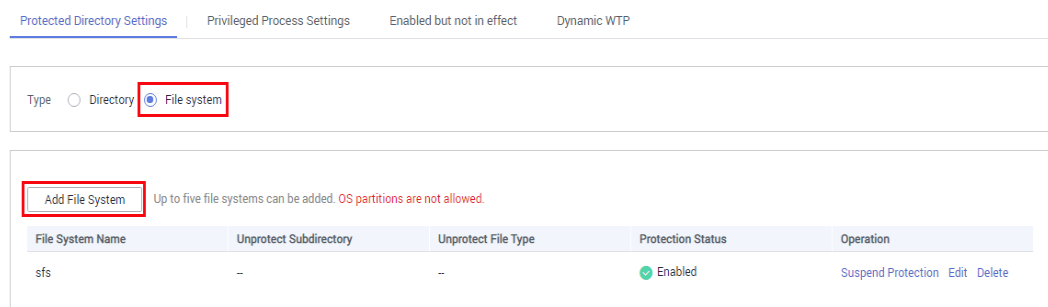 Protected Directory Settings Privileged Process Settings Enabled but not in effect Dynamic WTP
Type Directory File system
Add File System Up to five file systems can be added. OS partitions are not allowed.
File System Name Unprotect Subdirectory Unprotect File Type Protection Status Operation
sfs -- -- Enabled Suspend Protection Edit Delete